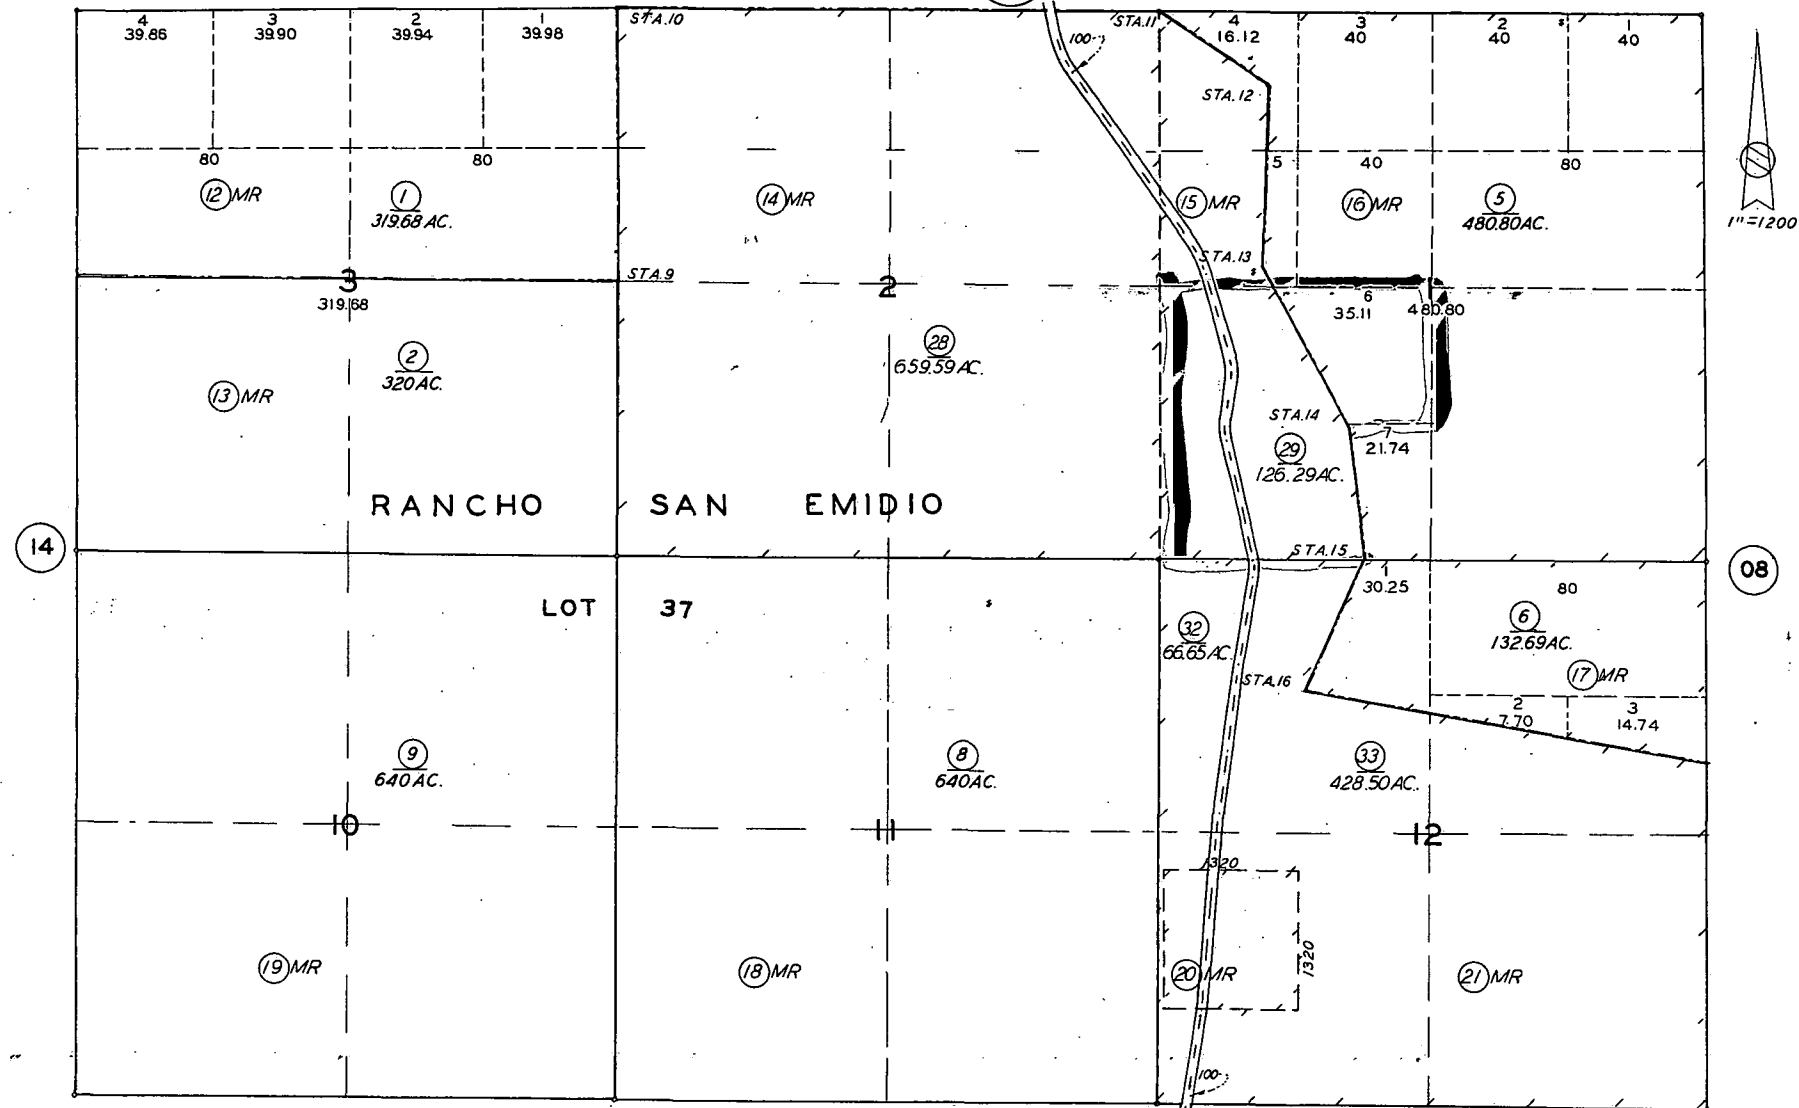 4 3 2 1
39.86 39.90 39.94 39.98
STA.10
STA.11
4 3 2 1
16.12 40 40 40
100
STA.12
80 80
5 40 80
12 MR
1
319.68 AC.
14 MR
15 MR
16 MR
5
480.80 AC.
1"=1200
STA.9
STA.13
3
319.68
2
6
35.11
480.80
2
320 AC.
28
659.59 AC.
13 MR
STA.14
7
21.74
29
126.29 AC.
RANCHO SAN EMIDIO
14
STA.15
08
1
30.25
80
LOT 37
32
66.65 AC.
6
132.69 AC.
STA.16
17 MR
2
7.70
3
14.74
9
640 AC.
8
640 AC.
33
428.50 AC.
10
11
12
1320
1320
19 MR
18 MR
20 MR
21 MR
100